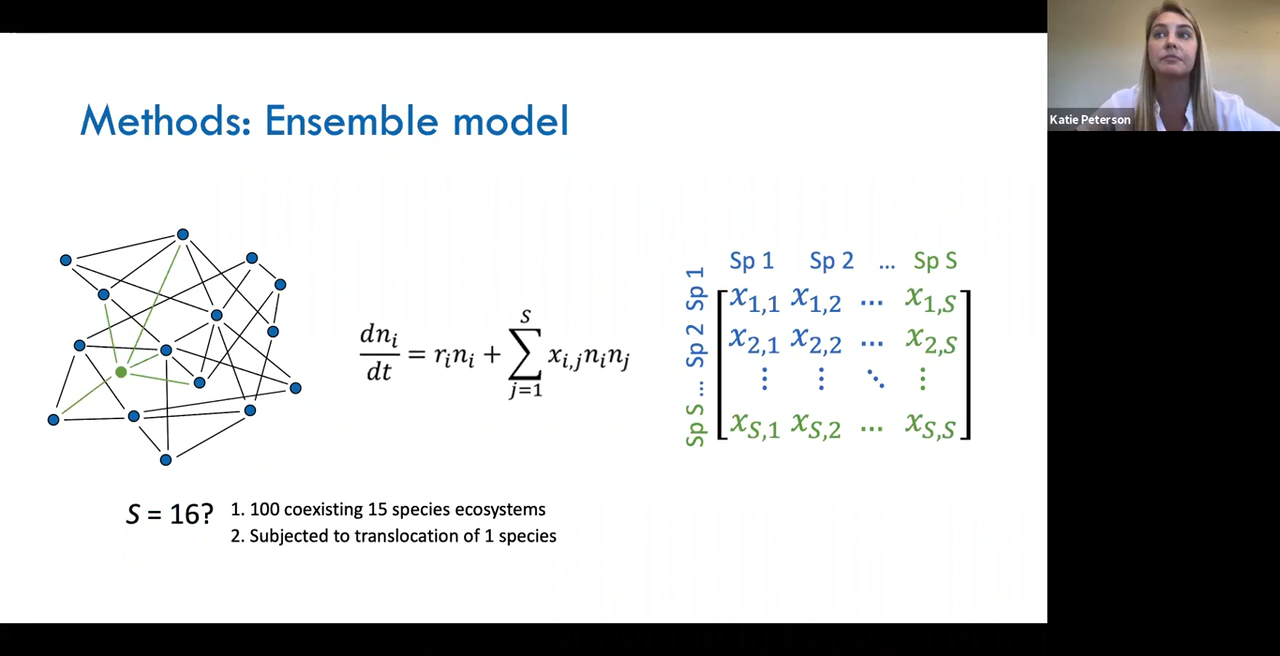 Methods: Ensemble model
Katie Peterson
dn_i/dt = r_i n_i + ∑_{j=1}^{S} x_{i,j} n_i n_j
Sp 1 Sp 2 ... Sp S
Sp 1 x_{1,1} x_{1,2} ⋯ x_{1,S}
Sp 2 x_{2,1} x_{2,2} ⋯ x_{2,S}
... ⋮ ⋮ ⋱ ⋮
Sp S x_{S,1} x_{S,2} ⋯ x_{S,S}
S = 16?
1. 100 coexisting 15 species ecosystems
2. Subjected to translocation of 1 species